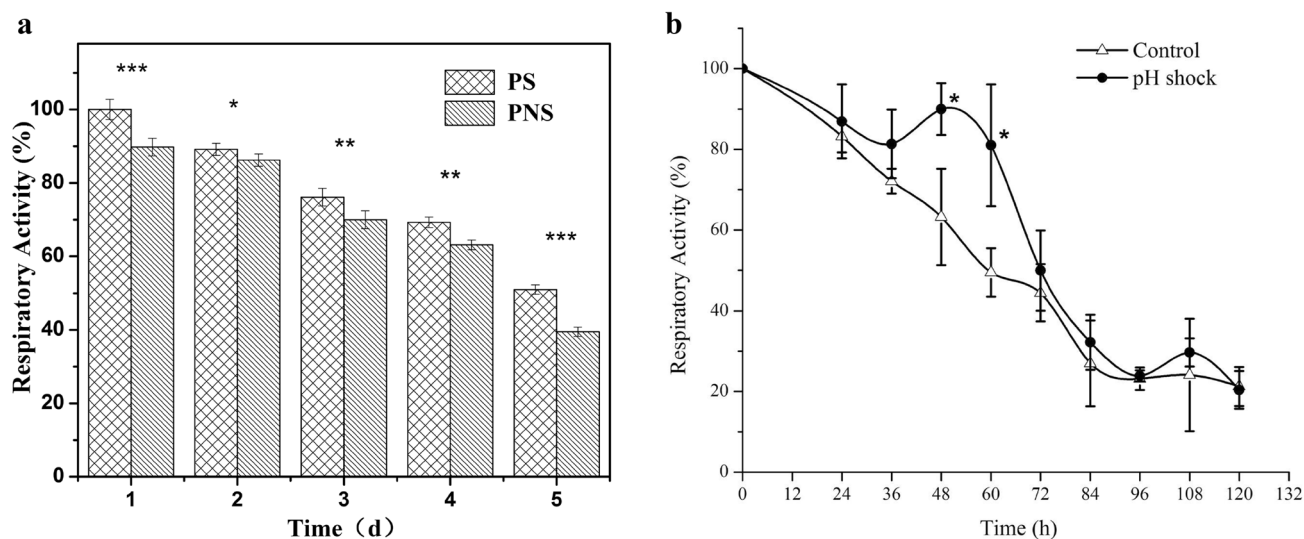 a
Respiratory Activity (%)
100
80
60
40
20
0
***
*
**
**
***
PS
PNS
1 2 3 4 5
Time（d）
b
Respiratory Activity (%)
100
80
60
40
20
0
Control
pH shock
*
*
0 12 24 36 48 60 72 84 96 108 120 132
Time (h)